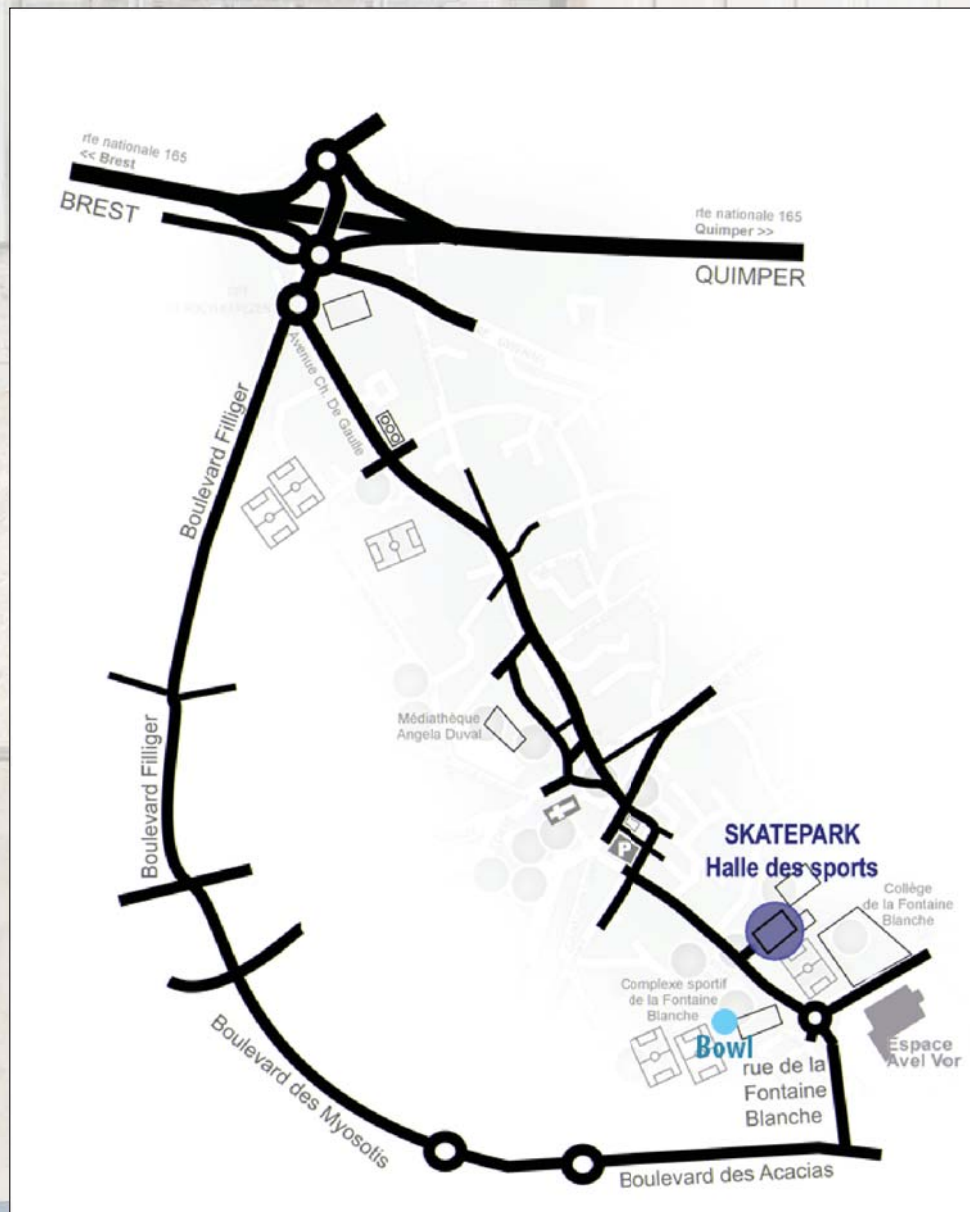 rte nationale 165
<< Brest
BREST
rte nationale 165
Quimper >>
QUIMPER
Avenue Ch. De Gaulle
Boulevard Filliger
Médiathèque
Angela Duval
Boulevard Filliger
P
SKATEPARK
Halle des sports
Collège
de la Fontaine
Blanche
Complexe sportif
de la Fontaine
Blanche
Bowl
Espace
Avel Vor
rue de la
Fontaine
Blanche
Boulevard des Myosotis
Boulevard des Acacias